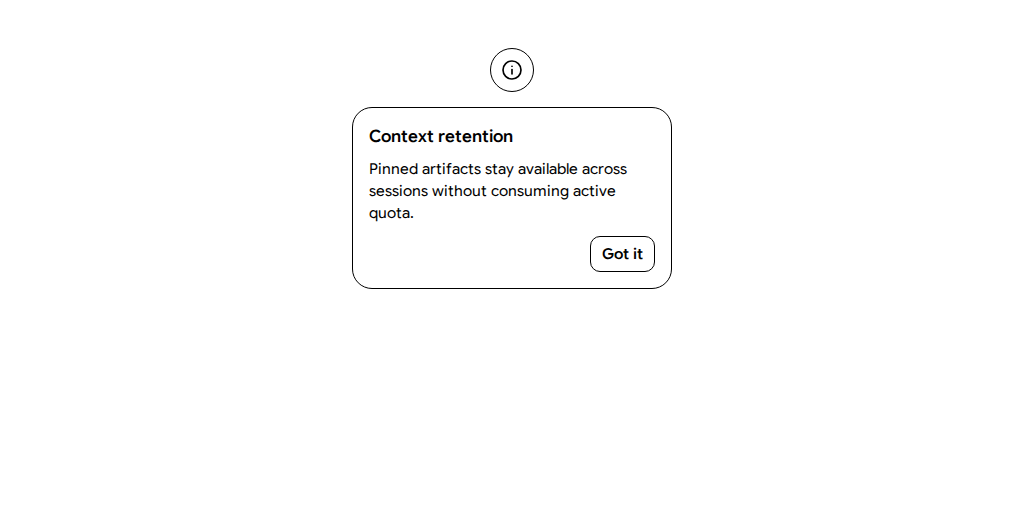 Context retention
Pinned artifacts stay available across
sessions without consuming active
quota.
Got it